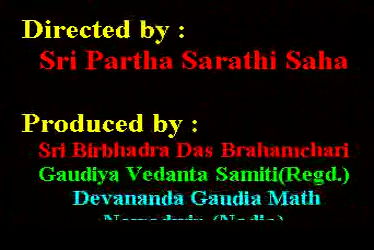 Directed by :
Sri Partha Sarathi Saha
Produced by :
Sri Birbhadra Das Brahamchari
Gaudiya Vedanta Samiti(Regd.)
Devananda Gaudia Math
(Nadia)